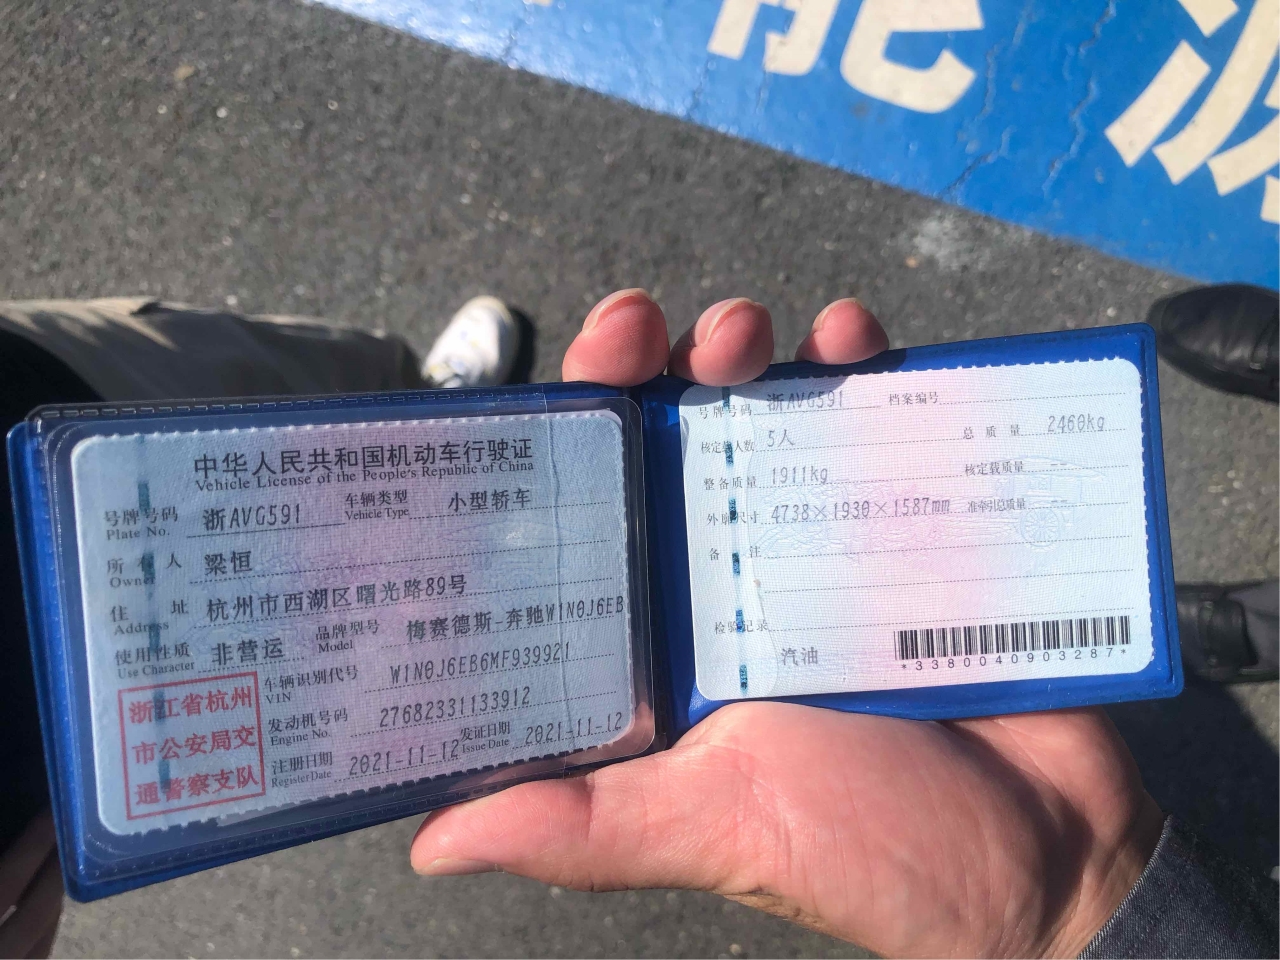 能源
中华人民共和国机动车行驶证
Vehicle License of the People's Republic of China
号牌号码 浙AVG591 车辆类型 小型轿车
Plate No. Vehicle Type
所有人 梁恒
Owner
住址 杭州市西湖区曙光路89号
Address
使用性质 非营运 品牌型号 梅赛德斯-奔驰W1N0J6EB
Use Character Model
浙江省杭州
市公安局交
通警察支队
车辆识别代号 W1N0J6EB6MF939921
VIN
发动机号码 27682331133912
Engine No.
注册日期 2021-11-12 发证日期 2021-11-12
Register Date Issue Date
号牌号码 浙AVG591 档案编号
核定载人数 5人 总质量 2460kg
整备质量 1911kg 核定载质量 --
外廓尺寸 4738×1930×1587mm 准牵引总质量 --
备注
检验记录
汽油
*3380040903287*